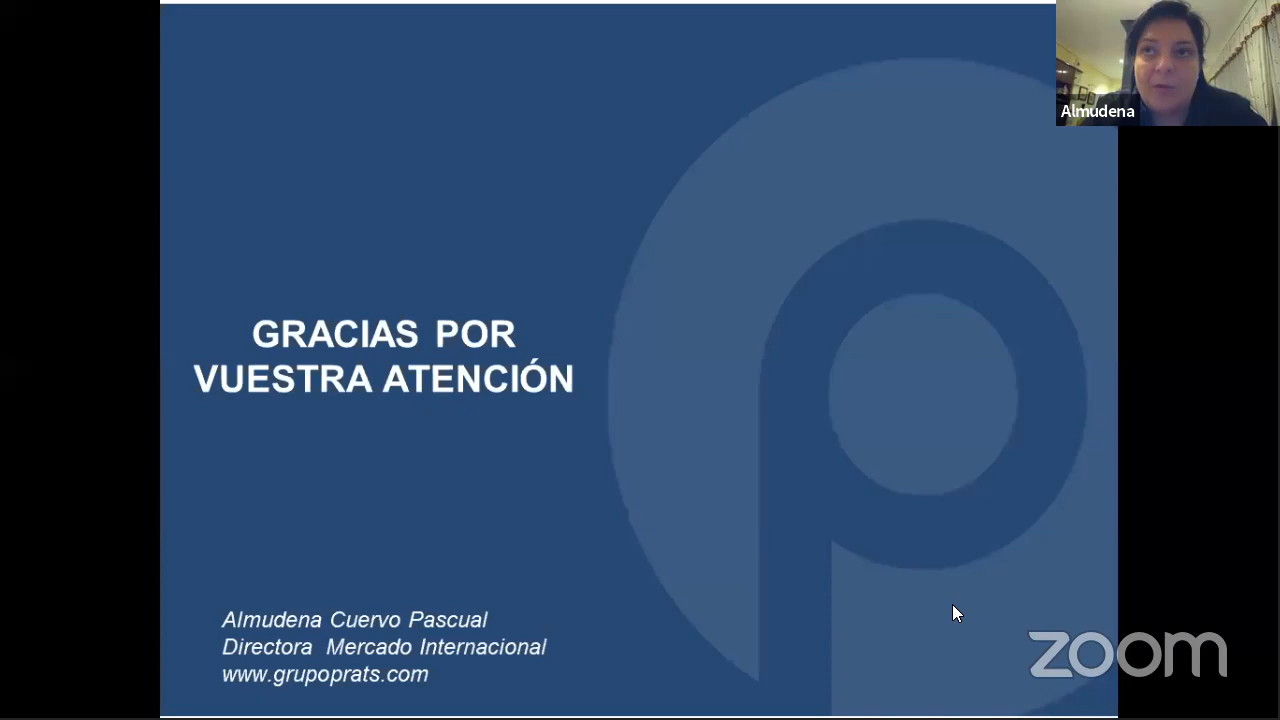 Almudena
GRACIAS POR
VUESTRA ATENCIÓN
Almudena Cuervo Pascual
Directora Mercado Internacional
www.grupoprats.com
zoom